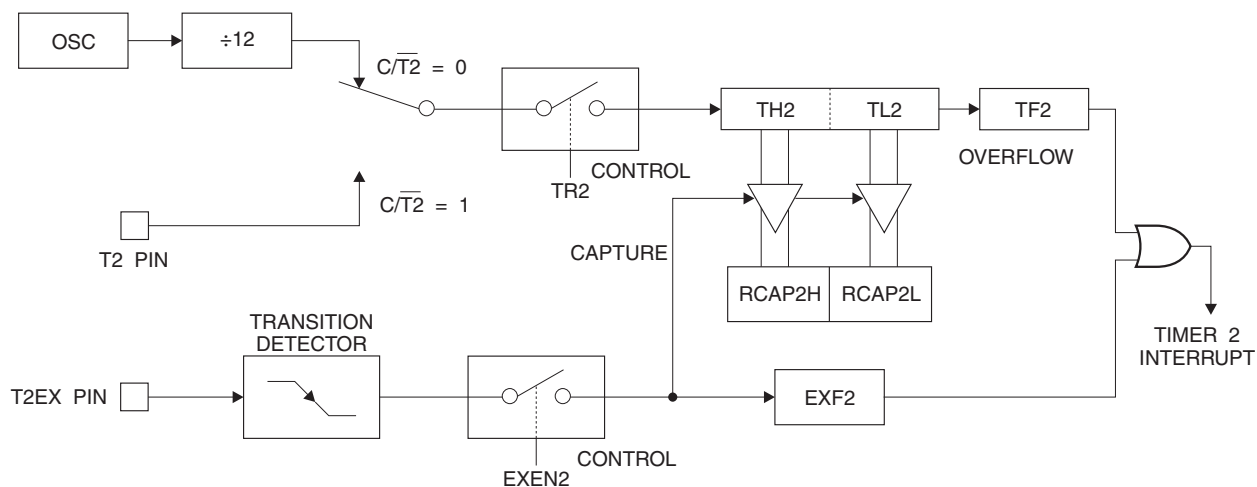 OSC
÷12
C/T2̅ = 0
TH2
TL2
TF2
OVERFLOW
CONTROL
TR2
C/T2̅ = 1
T2 PIN
CAPTURE
RCAP2H
RCAP2L
TRANSITION
DETECTOR
TIMER 2
INTERRUPT
T2EX PIN
EXF2
CONTROL
EXEN2